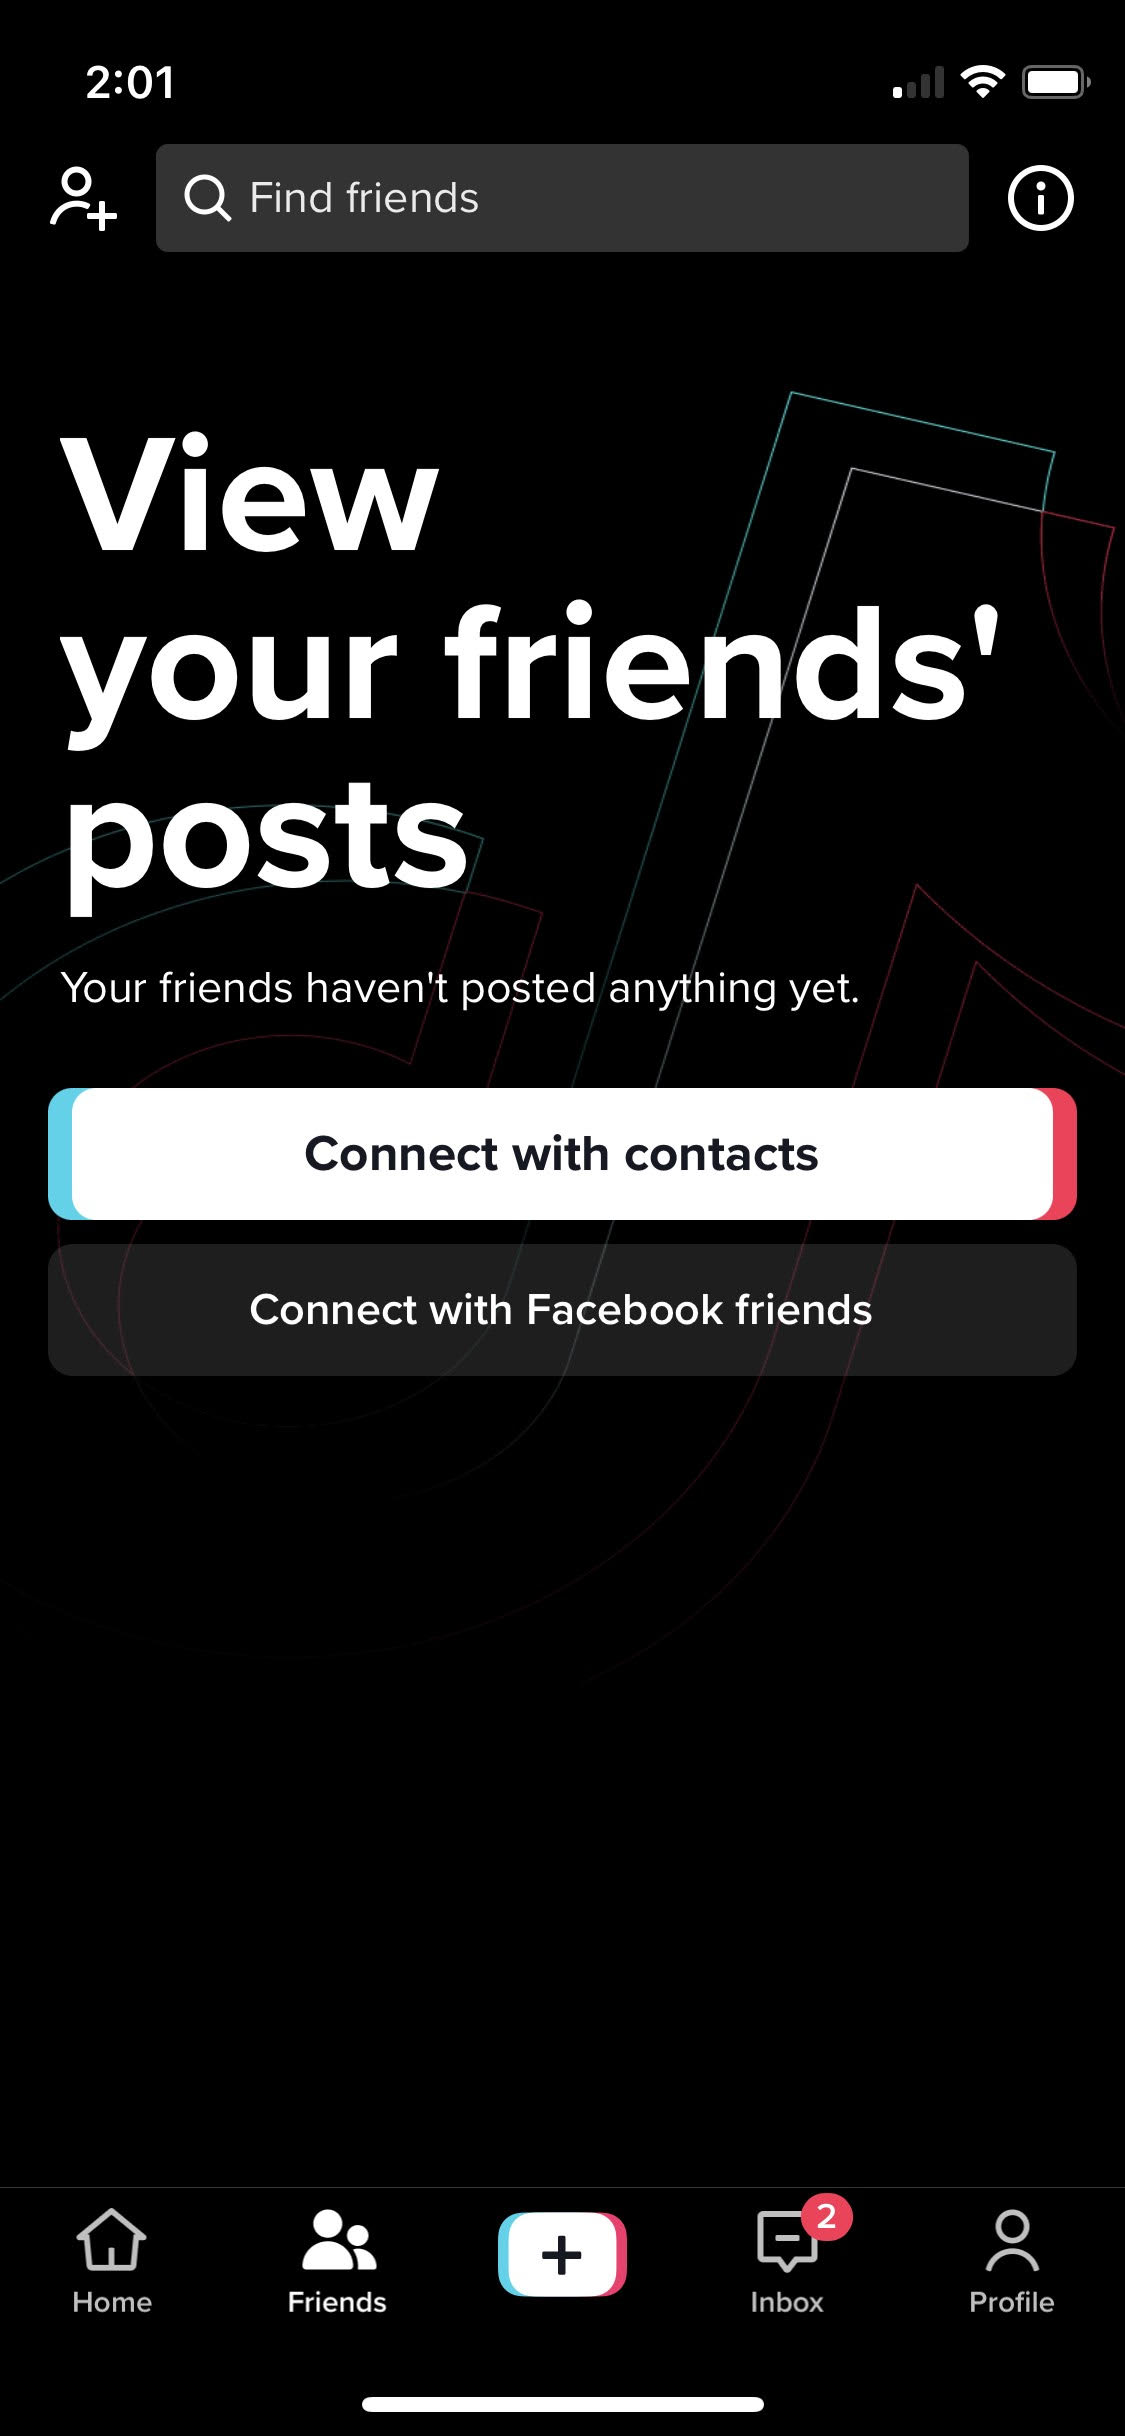 2:01
Find friends
View
your friends'
posts
Your friends haven't posted anything yet.
Connect with contacts
Connect with Facebook friends
2
Home
Friends
Inbox
Profile